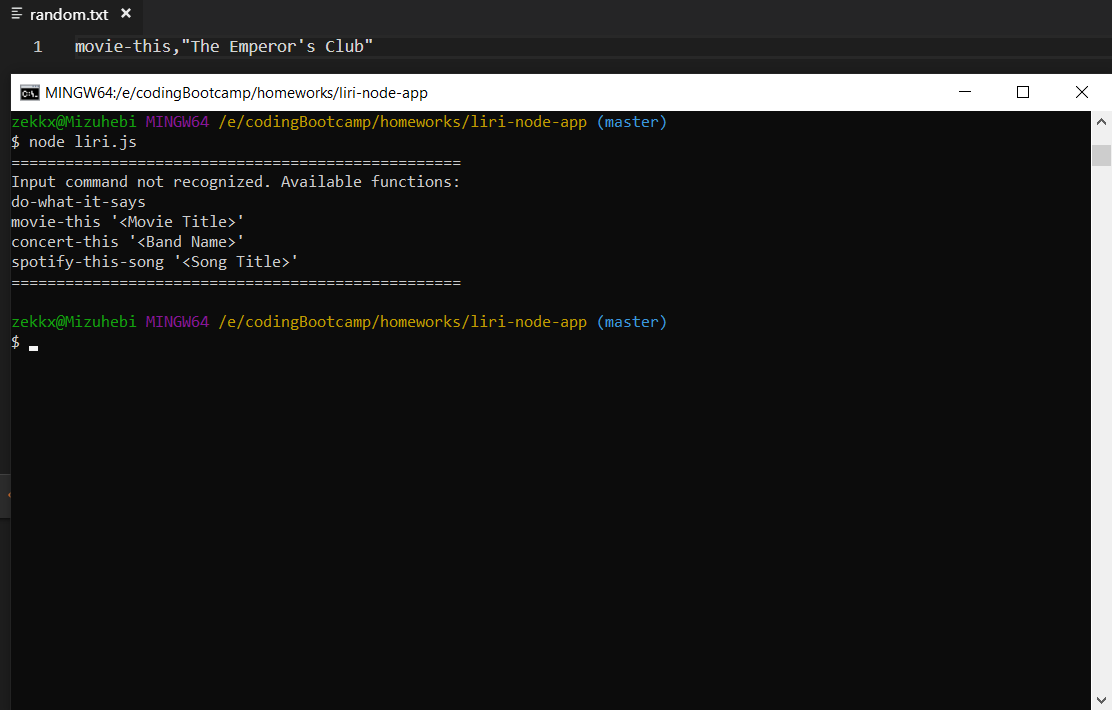 random.txt
1 movie-this,"The Emperor's Club"
MINGW64:/e/codingBootcamp/homeworks/liri-node-app
zekkx@Mizuhebi MINGW64 /e/codingBootcamp/homeworks/liri-node-app (master)
$ node liri.js
==================================================
Input command not recognized. Available functions:
do-what-it-says
movie-this '<Movie Title>'
concert-this '<Band Name>'
spotify-this-song '<Song Title>'
==================================================
zekkx@Mizuhebi MINGW64 /e/codingBootcamp/homeworks/liri-node-app (master)
$